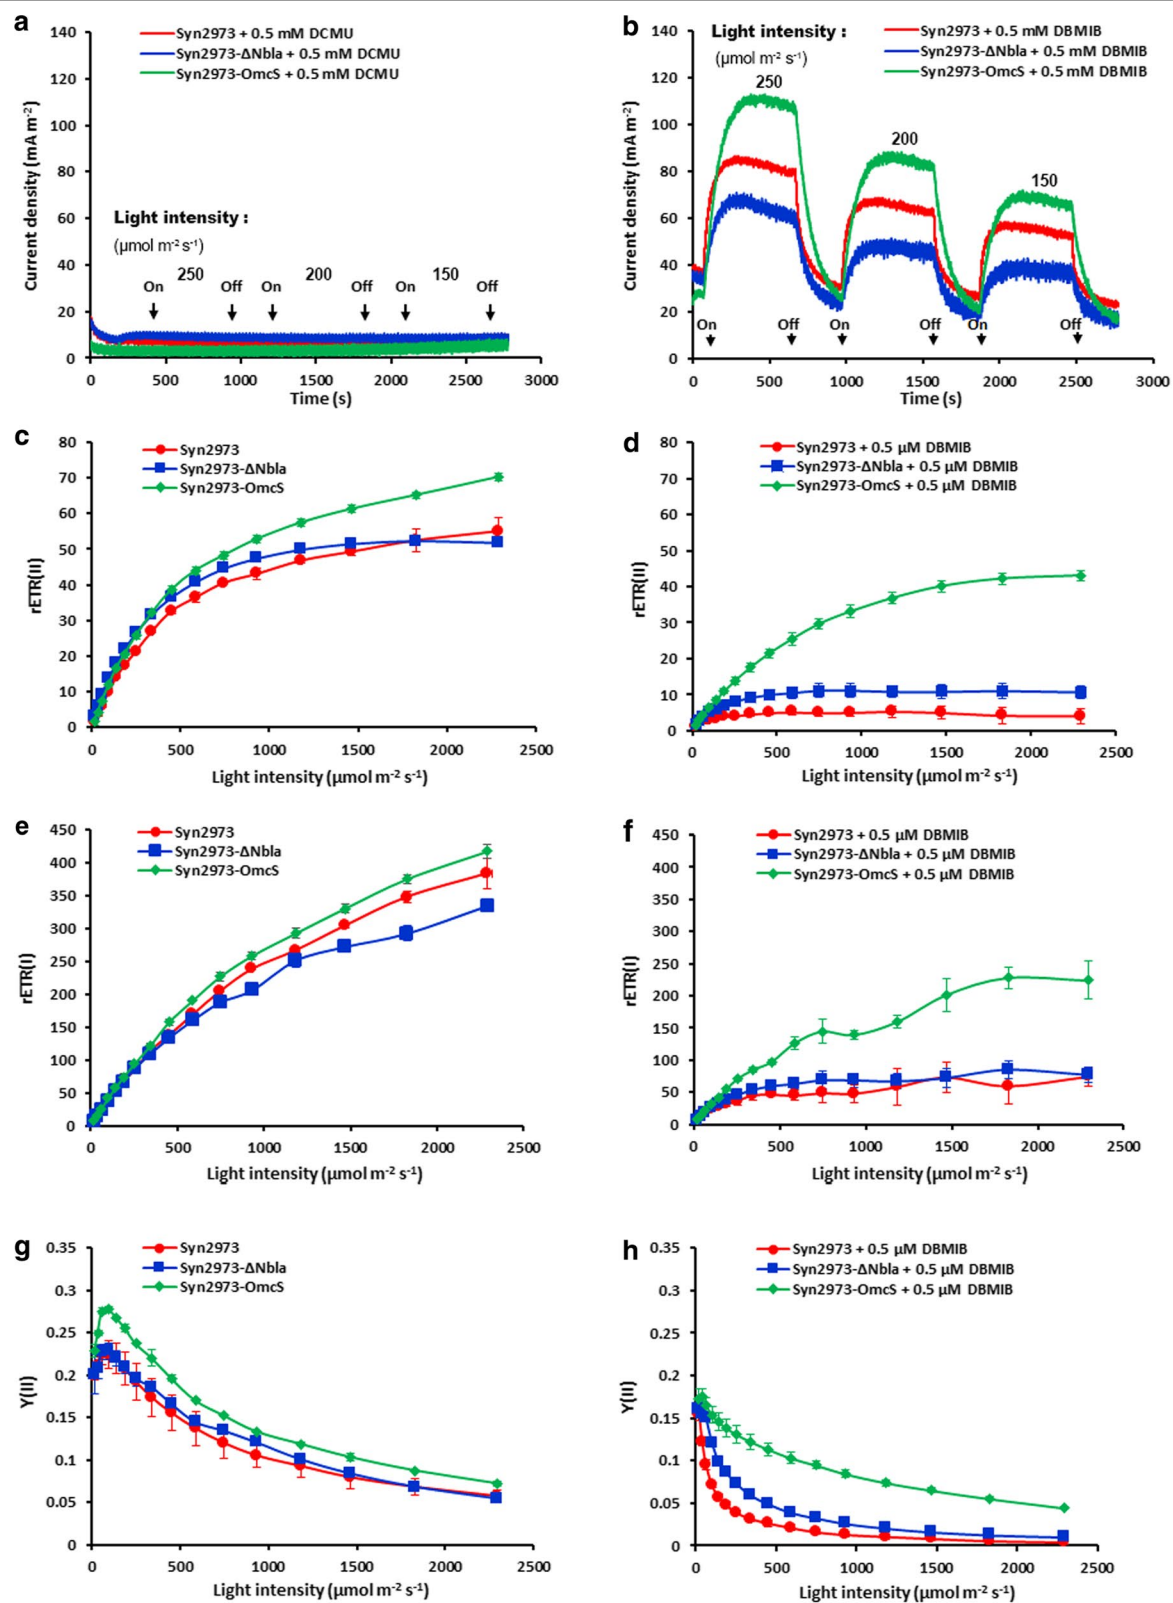 a
140
120
100
80
60
40
20
0
Current density (mA m-2)
Syn2973 + 0.5 mM DCMU
Syn2973-ΔNbla + 0.5 mM DCMU
Syn2973-OmcS + 0.5 mM DCMU
Light intensity :
(μmol m-2 s-1)
250 200 150
On Off On Off On Off
0 500 1000 1500 2000 2500 3000
Time (s)
b
140
120
100
80
60
40
20
0
Current density (mA m-2)
Light intensity :
(μmol m-2 s-1)
Syn2973 + 0.5 mM DBMIB
Syn2973-ΔNbla + 0.5 mM DBMIB
Syn2973-OmcS + 0.5 mM DBMIB
250
200
150
On Off On Off On Off
0 500 1000 1500 2000 2500 3000
Time (s)
c
80
70
60
50
40
30
20
10
0
rETR(II)
Syn2973
Syn2973-ΔNbla
Syn2973-OmcS
0 500 1000 1500 2000 2500
Light intensity (μmol m-2 s-1)
d
80
70
60
50
40
30
20
10
0
rETR(II)
Syn2973 + 0.5 μM DBMIB
Syn2973-ΔNbla + 0.5 μM DBMIB
Syn2973-OmcS + 0.5 μM DBMIB
0 500 1000 1500 2000 2500
Light intensity (μmol m-2 s-1)
e
450
400
350
300
250
200
150
100
50
0
rETR(I)
Syn2973
Syn2973-ΔNbla
Syn2973-OmcS
0 500 1000 1500 2000 2500
Light intensity (μmol m-2 s-1)
f
450
400
350
300
250
200
150
100
50
0
rETR(I)
Syn2973 + 0.5 μM DBMIB
Syn2973-ΔNbla + 0.5 μM DBMIB
Syn2973-OmcS + 0.5 μM DBMIB
0 500 1000 1500 2000 2500
Light intensity (μmol m-2 s-1)
g
0.35
0.3
0.25
0.2
0.15
0.1
0.05
0
Y(II)
Syn2973
Syn2973-ΔNbla
Syn2973-OmcS
0 500 1000 1500 2000 2500
Light intensity (μmol m-2 s-1)
h
0.35
0.3
0.25
0.2
0.15
0.1
0.05
0
Y(II)
Syn2973 + 0.5 μM DBMIB
Syn2973-ΔNbla + 0.5 μM DBMIB
Syn2973-OmcS + 0.5 μM DBMIB
0 500 1000 1500 2000 2500
Light intensity (μmol m-2 s-1)